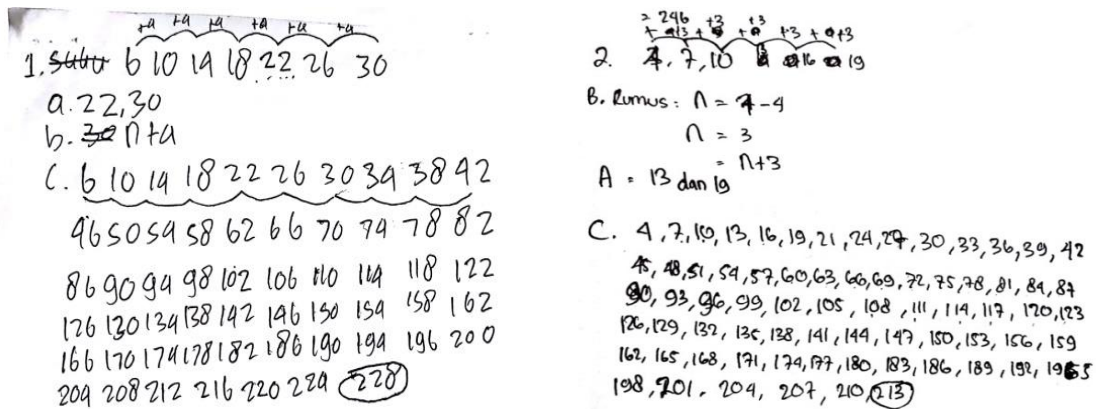 +4 +4 +4 +4 +4 +4
1. 6 10 14 18 22 26 30
a. 22,30
b. n+4
C. 6 10 14 18 22 26 30 34 38 42
46 50 54 58 62 66 70 74 78 82
86 90 94 98 102 106 110 114 118 122
126 130 134 138 142 146 150 154 158 162
166 170 174 178 182 186 190 194 196 200
204 208 212 216 220 224 228
+3 +3
+3 +3
2. 4, 7, 10 16 19
B. Rumus : n = 7-4
n = 3
= n+3
A = 13 dan 19
C. 4, 7, 10, 13, 16, 19, 21, 24, 27, 30, 33, 36, 39, 42
45, 48, 51, 54, 57, 60, 63, 66, 69, 72, 75, 78, 81, 84, 87
90, 93, 96, 99, 102, 105, 108, 111, 114, 117, 120, 123
126, 129, 132, 135, 138, 141, 144, 147, 150, 153, 156, 159
162, 165, 168, 171, 174, 177, 180, 183, 186, 189, 192, 195
198, 201, 204, 207, 210, 213